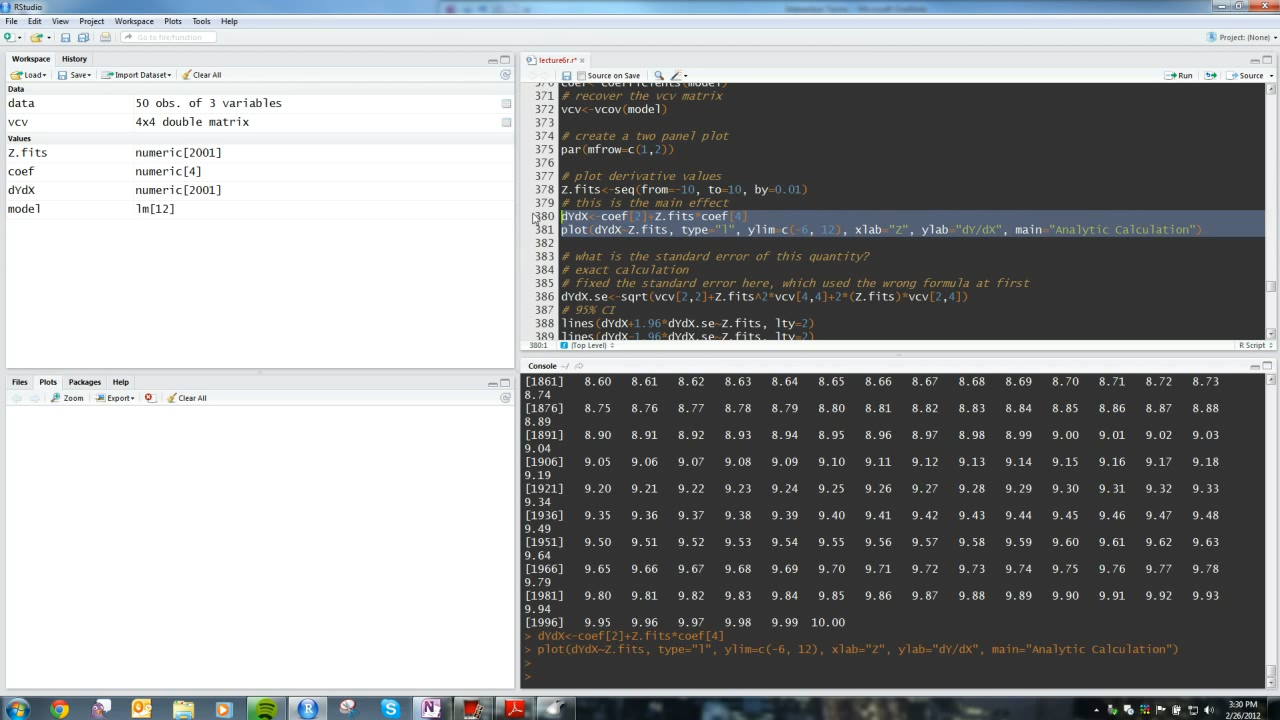 RStudio
File Edit View Project Workspace Plots Tools Help
Go to file/function
Project: (None)
Workspace History
Load Save Import Dataset Clear All
Data
data 50 obs. of 3 variables
vcv 4x4 double matrix
Values
Z.fits numeric[2001]
coef numeric[4]
dYdX numeric[2001]
model lm[12]
Files Plots Packages Help
Zoom Export Clear All
lecture6r.r*
Source on Save Run Source
370 coef<-coefficients(model)
371 # recover the vcv matrix
372 vcv<-vcov(model)
373
374 # create a two panel plot
375 par(mfrow=c(1,2))
376
377 # plot derivative values
378 Z.fits<-seq(from=-10, to=10, by=0.01)
379 # this is the main effect
380 dYdX<-coef[2]+Z.fits*coef[4]
381 plot(dYdX~Z.fits, type="l", ylim=c(-6, 12), xlab="Z", ylab="dY/dX", main="Analytic Calculation")
382
383 # what is the standard error of this quantity?
384 # exact calculation
385 # fixed the standard error here, which used the wrong formula at first
386 dYdX.se<-sqrt(vcv[2,2]+Z.fits^2*vcv[4,4]+2*(Z.fits)*vcv[2,4])
387 # 95% CI
388 lines(dYdX+1.96*dYdX.se~Z.fits, lty=2)
389 lines(dYdX-1.96*dYdX.se~Z.fits, lty=2)
380:1 (Top Level) R Script
Console ~/
[1861] 8.60 8.61 8.62 8.63 8.64 8.65 8.66 8.67 8.68 8.69 8.70 8.71 8.72 8.73
8.74
[1876] 8.75 8.76 8.77 8.78 8.79 8.80 8.81 8.82 8.83 8.84 8.85 8.86 8.87 8.88
8.89
[1891] 8.90 8.91 8.92 8.93 8.94 8.95 8.96 8.97 8.98 8.99 9.00 9.01 9.02 9.03
9.04
[1906] 9.05 9.06 9.07 9.08 9.09 9.10 9.11 9.12 9.13 9.14 9.15 9.16 9.17 9.18
9.19
[1921] 9.20 9.21 9.22 9.23 9.24 9.25 9.26 9.27 9.28 9.29 9.30 9.31 9.32 9.33
9.34
[1936] 9.35 9.36 9.37 9.38 9.39 9.40 9.41 9.42 9.43 9.44 9.45 9.46 9.47 9.48
9.49
[1951] 9.50 9.51 9.52 9.53 9.54 9.55 9.56 9.57 9.58 9.59 9.60 9.61 9.62 9.63
9.64
[1966] 9.65 9.66 9.67 9.68 9.69 9.70 9.71 9.72 9.73 9.74 9.75 9.76 9.77 9.78
9.79
[1981] 9.80 9.81 9.82 9.83 9.84 9.85 9.86 9.87 9.88 9.89 9.90 9.91 9.92 9.93
9.94
[1996] 9.95 9.96 9.97 9.98 9.99 10.00
> dYdX<-coef[2]+Z.fits*coef[4]
> plot(dYdX~Z.fits, type="l", ylim=c(-6, 12), xlab="Z", ylab="dY/dX", main="Analytic Calculation")
>
>
3:30 PM
2/26/2012